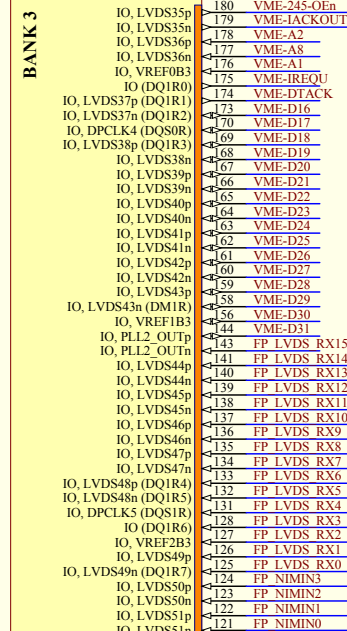 BANK 3
IO, LVDS35p 180 VME-245-OEn
IO, LVDS35n 179 VME-IACKOUT
IO, LVDS36p 178 VME-A2
IO, LVDS36n 177 VME-A8
IO, VREF0B3 176 VME-A1
IO (DQ1R0) 175 VME-IREQU
IO, LVDS37p (DQ1R1) 174 VME-DTACK
IO, LVDS37n (DQ1R2) 173 VME-D16
IO, DPCLK4 (DQS0R) 170 VME-D17
IO, LVDS38p (DQ1R3) 169 VME-D18
IO, LVDS38n 168 VME-D19
IO, LVDS39p 167 VME-D20
IO, LVDS39n 166 VME-D21
IO, LVDS40p 165 VME-D22
IO, LVDS40n 164 VME-D23
IO, LVDS41p 163 VME-D24
IO, LVDS41n 162 VME-D25
IO, LVDS42p 161 VME-D26
IO, LVDS42n 160 VME-D27
IO, LVDS43p 159 VME-D28
IO, LVDS43n (DM1R) 158 VME-D29
IO, VREF1B3 156 VME-D30
IO, PLL2_OUTp 144 VME-D31
IO, PLL2_OUTn 143 FP_LVDS_RX15
IO, LVDS44p 141 FP_LVDS_RX14
IO, LVDS44n 140 FP_LVDS_RX13
IO, LVDS45p 139 FP_LVDS_RX12
IO, LVDS45n 138 FP_LVDS_RX11
IO, LVDS46p 137 FP_LVDS_RX10
IO, LVDS46n 136 FP_LVDS_RX9
IO, LVDS47p 135 FP_LVDS_RX8
IO, LVDS47n 134 FP_LVDS_RX7
IO, LVDS48p (DQ1R4) 133 FP_LVDS_RX6
IO, LVDS48n (DQ1R5) 132 FP_LVDS_RX5
IO, DPCLK5 (DQS1R) 131 FP_LVDS_RX4
IO (DQ1R6) 128 FP_LVDS_RX3
IO, VREF2B3 127 FP_LVDS_RX2
IO, LVDS49p 126 FP_LVDS_RX1
IO, LVDS49n (DQ1R7) 125 FP_LVDS_RX0
IO, LVDS50p 124 FP_NIMIN3
IO, LVDS50n 123 FP_NIMIN2
IO, LVDS51p 122 FP_NIMIN1
IO, LVDS51n 121 FP_NIMIN0